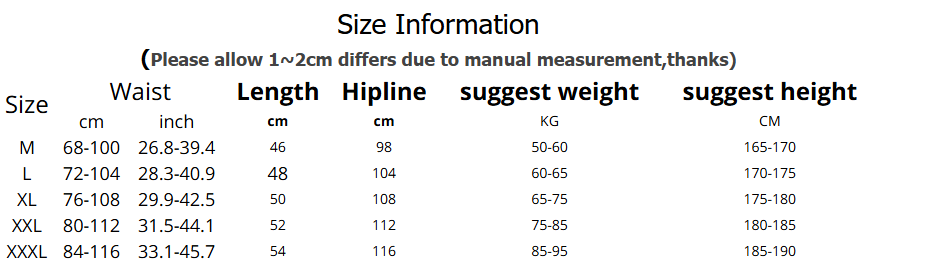 Size Information
(Please allow 1~2cm differs due to manual measurement,thanks)
Size Waist Length Hipline suggest weight suggest height
cm inch cm cm KG CM
M 68-100 26.8-39.4 46 98 50-60 165-170
L 72-104 28.3-40.9 48 104 60-65 170-175
XL 76-108 29.9-42.5 50 108 65-75 175-180
XXL 80-112 31.5-44.1 52 112 75-85 180-185
XXXL 84-116 33.1-45.7 54 116 85-95 185-190